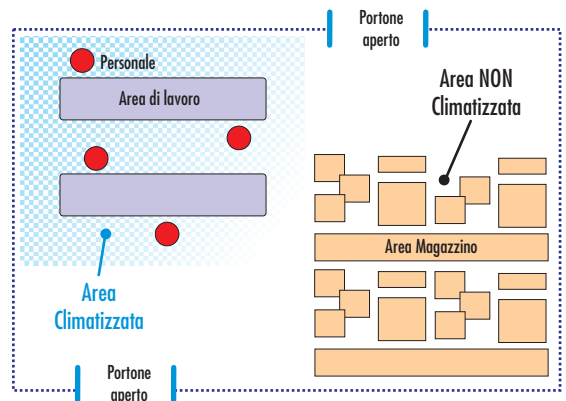 Portone
aperto
Personale
Area di lavoro
Area NON
Climatizzata
Area Magazzino
Area
Climatizzata
Portone
aperto